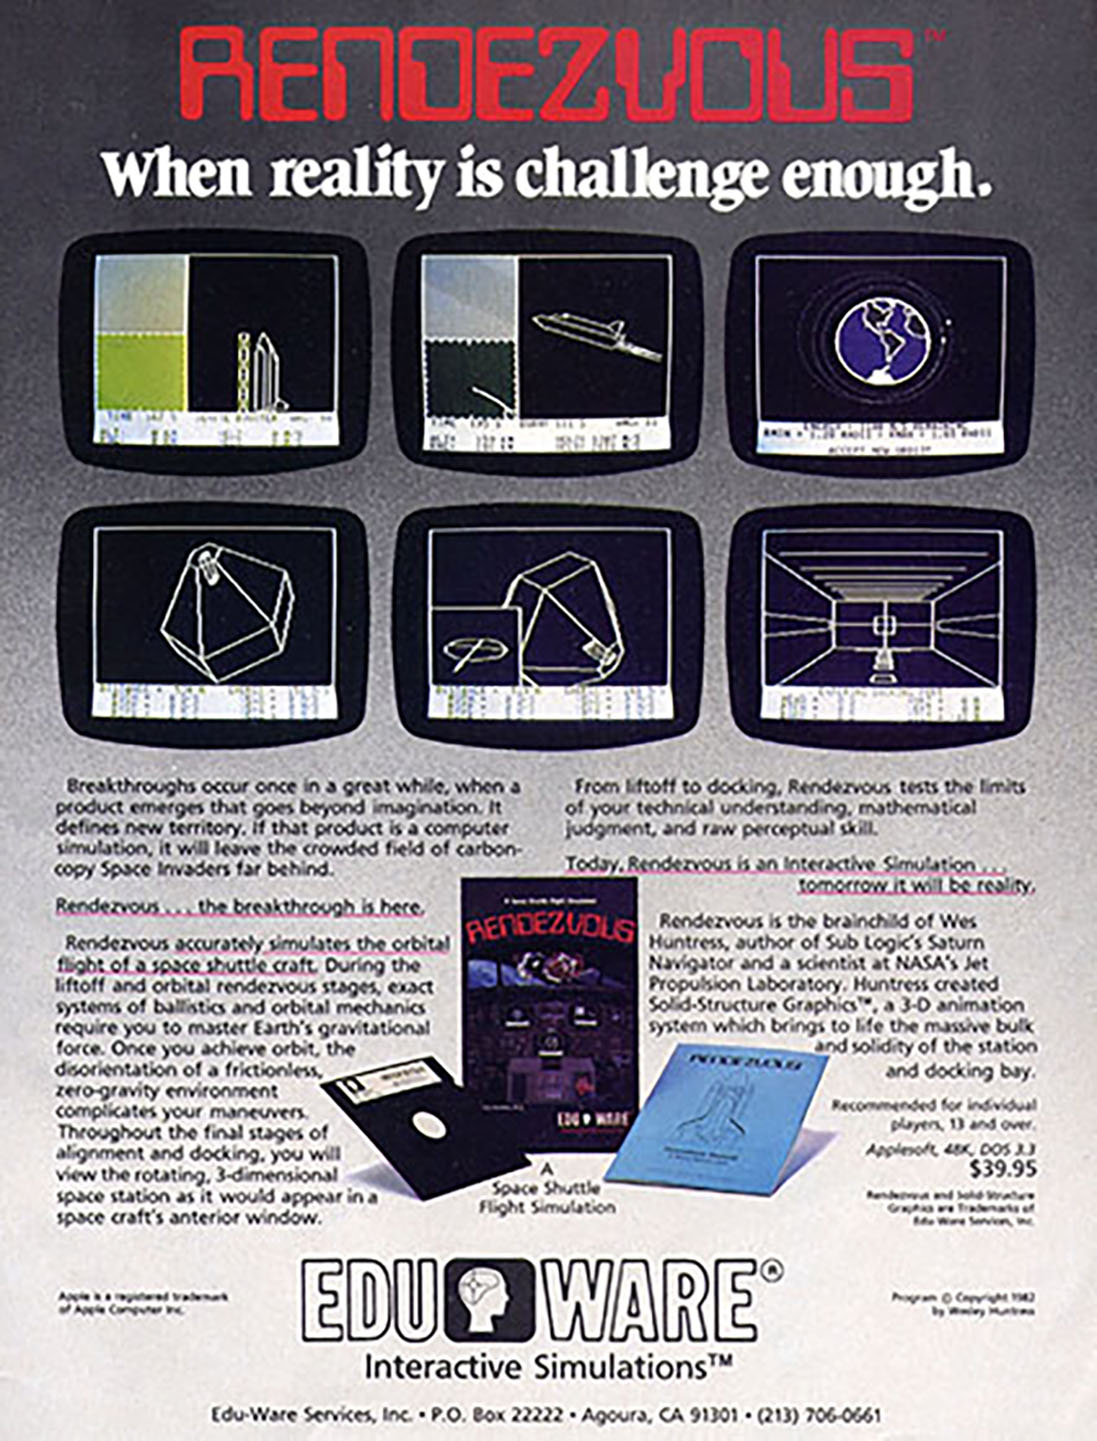 RENDEZVOUS™
When reality is challenge enough.
ACCEPT NEW ORBIT?
Breakthroughs occur once in a great while, when a
product emerges that goes beyond imagination. It
defines new territory. If that product is a computer
simulation, it will leave the crowded field of carbon-
copy Space Invaders far behind.
Rendezvous . . . the breakthrough is here.
Rendezvous accurately simulates the orbital
flight of a space shuttle craft. During the
liftoff and orbital rendezvous stages, exact
systems of ballistics and orbital mechanics
require you to master Earth's gravitational
force. Once you achieve orbit, the
disorientation of a frictionless,
zero-gravity environment
complicates your maneuvers.
Throughout the final stages of
alignment and docking, you will
view the rotating, 3-dimensional
space station as it would appear in a
space craft's anterior window.
From liftoff to docking, Rendezvous tests the limits
of your technical understanding, mathematical
judgment, and raw perceptual skill.
Today, Rendezvous is an Interactive Simulation . . .
tomorrow it will be reality.
Rendezvous is the brainchild of Wes
Huntress, author of Sub Logic's Saturn
Navigator and a scientist at NASA's Jet
Propulsion Laboratory. Huntress created
Solid-Structure Graphics™, a 3-D animation
system which brings to life the massive bulk
and solidity of the station
and docking bay.
Recommended for individual
players, 13 and over.
Applesoft, 48K, DOS 3.3
$39.95
Rendezvous and Solid-Structure
Graphics are Trademarks of
Edu-Ware Services, Inc.
RENDEZVOUS
EDU WARE
RENDEZVOUS
A
Space Shuttle
Flight Simulation
Apple is a registered trademark
of Apple Computer Inc.
EDU WARE®
Interactive Simulations™
Program © Copyright 1982
by Wesley Huntress
Edu-Ware Services, Inc. • P.O. Box 22222 • Agoura, CA 91301 • (213) 706-0661